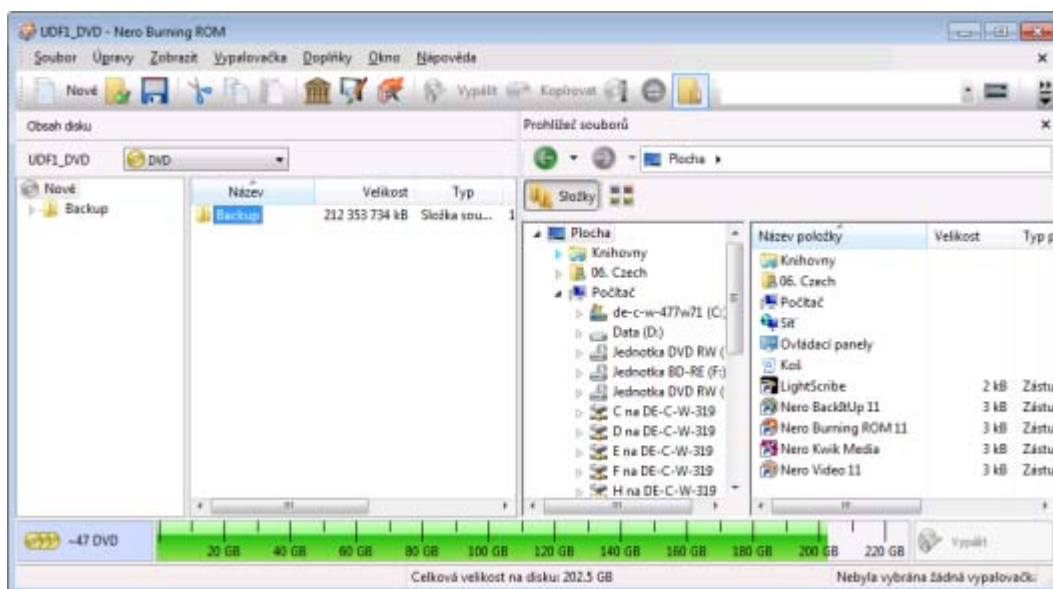 UDF1_DVD - Nero Burning ROM
Soubor Úpravy Zobrazit Vypalovačka Doplňky Okno Nápověda
Nové Vypálit Kopírovat
Obsah disku
UDF1_DVD DVD
Nové
Backup
Název Velikost Typ
Backup 212 353 734 kB Složka sou... 1
Prohlížeč souborů
Plocha
Složky
Plocha
Knihovny
06. Czech
Počítač
de-c-w-477w71 (C:
Data (D:)
Jednotka DVD RW (
Jednotka BD-RE (F:)
Jednotka DVD RW (
C na DE-C-W-319
D na DE-C-W-319
E na DE-C-W-319
F na DE-C-W-319
H na DE-C-W-319
Název položky Velikost Typ p
Knihovny
06. Czech
Počítač
Síť
Ovládací panely
Koš
LightScribe 2 kB Zástu
Nero BackItUp 11 3 kB Zástu
Nero Burning ROM 11 3 kB Zástu
Nero Kwik Media 3 kB Zástu
Nero Video 11 3 kB Zástu
~47 DVD 20 GB 40 GB 60 GB 80 GB 100 GB 120 GB 140 GB 160 GB 180 GB 200 GB 220 GB Vypálit
Celková velikost na disku: 202.5 GB Nebyla vybrána žádná vypalovačk: